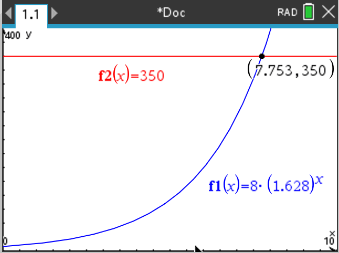 1.1 *Doc RAD
400 y
f2(x)=350
(7.753,350)
f1(x)=8·(1.628)^x
0 10 x